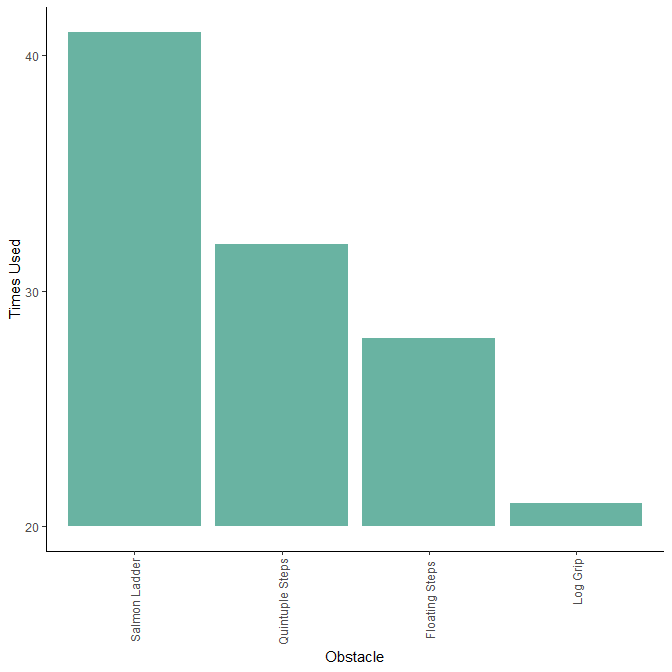 40
30
20
Times Used
Salmon Ladder
Quintuple Steps
Floating Steps
Log Grip
Obstacle